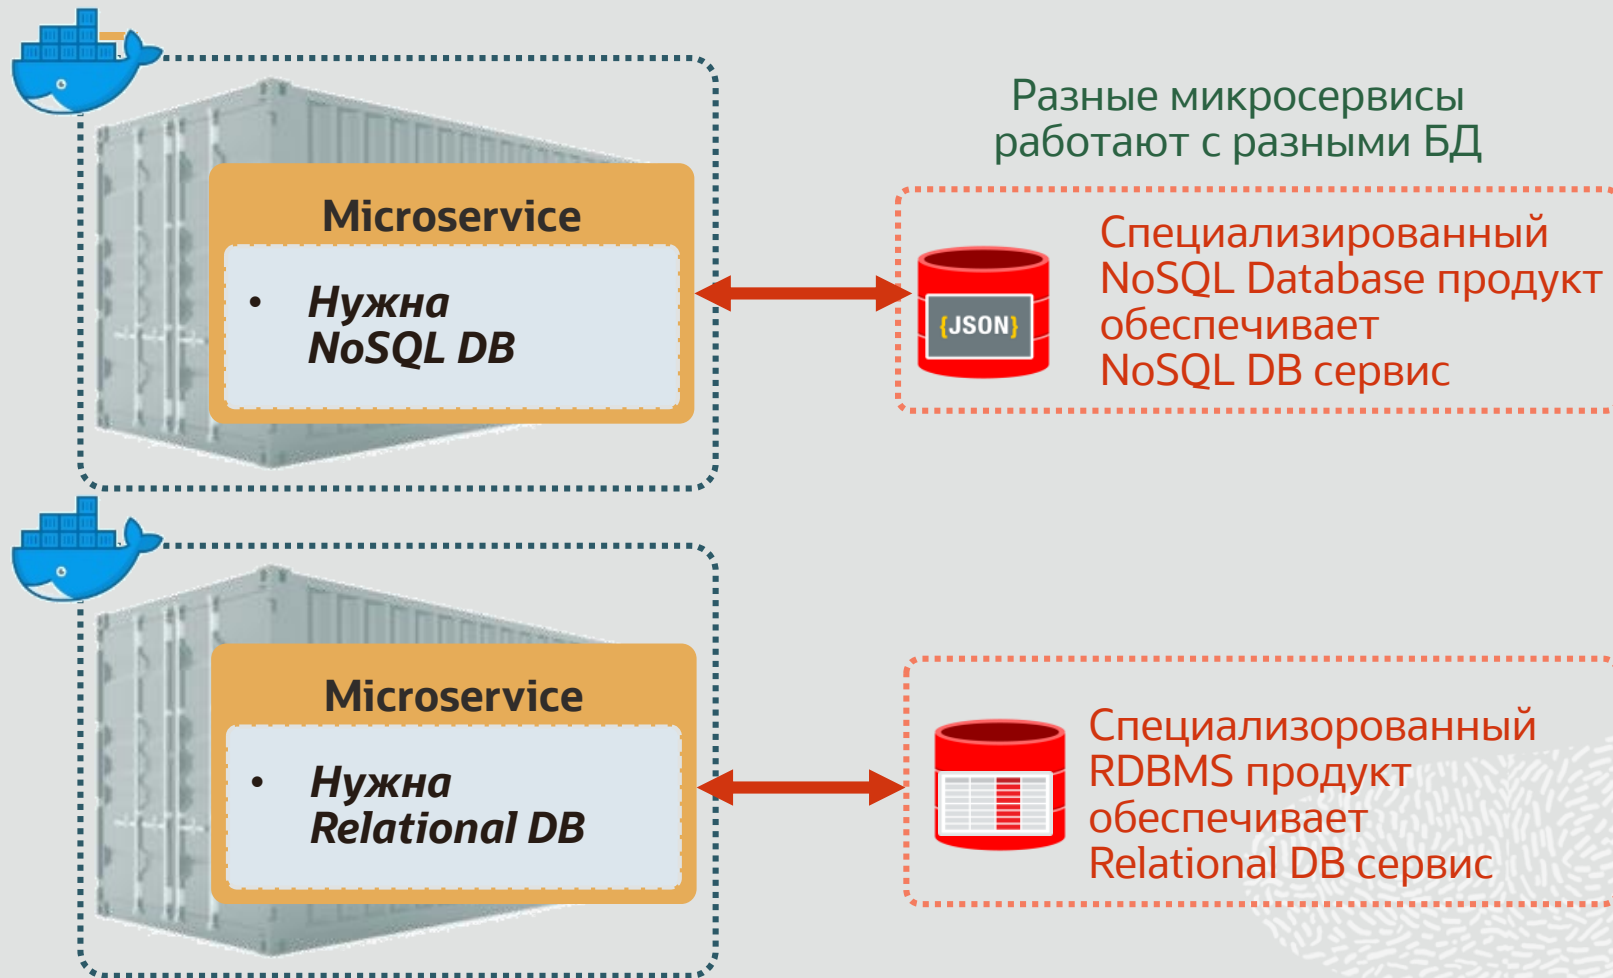 Разные микросервисы
работают с разными БД
Microservice
• Нужна
NoSQL DB
{JSON}
Специализированный
NoSQL Database продукт
обеспечивает
NoSQL DB сервис
Microservice
• Нужна
Relational DB
Специализорованный
RDBMS продукт
обеспечивает
Relational DB сервис